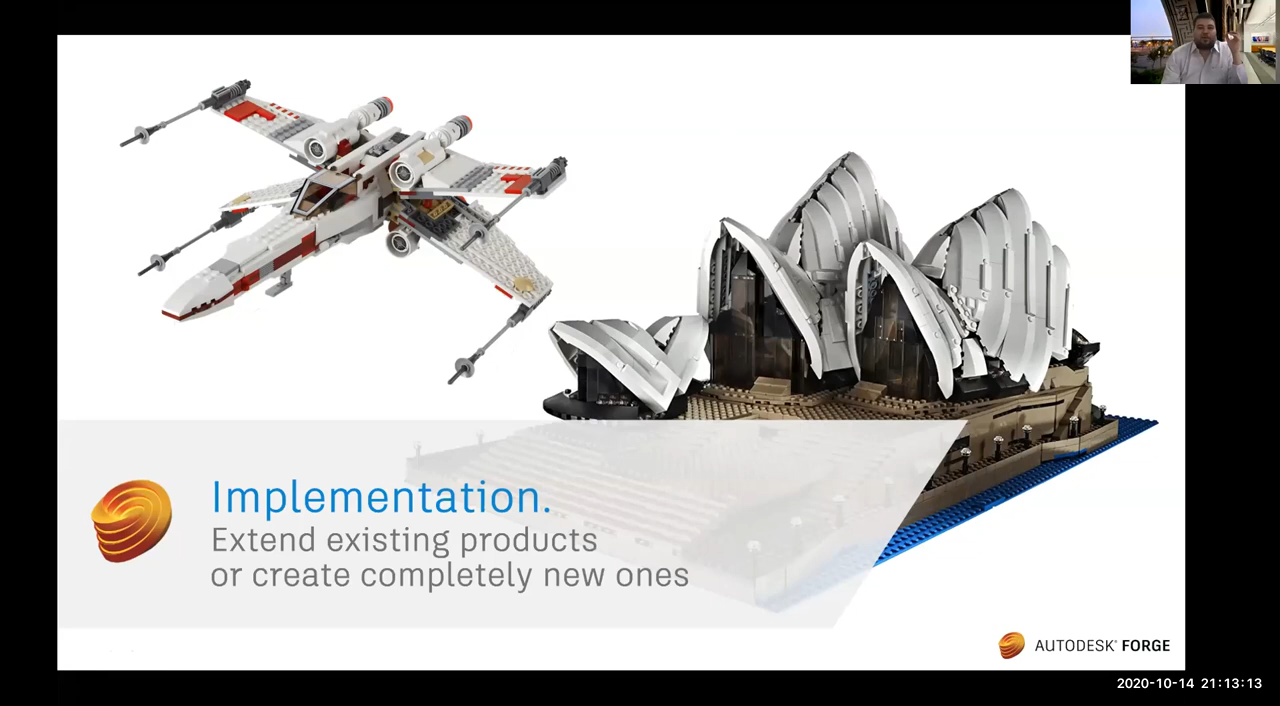 Implementation.
Extend existing products
or create completely new ones
AUTODESK® FORGE
2020-10-14 21:13:13